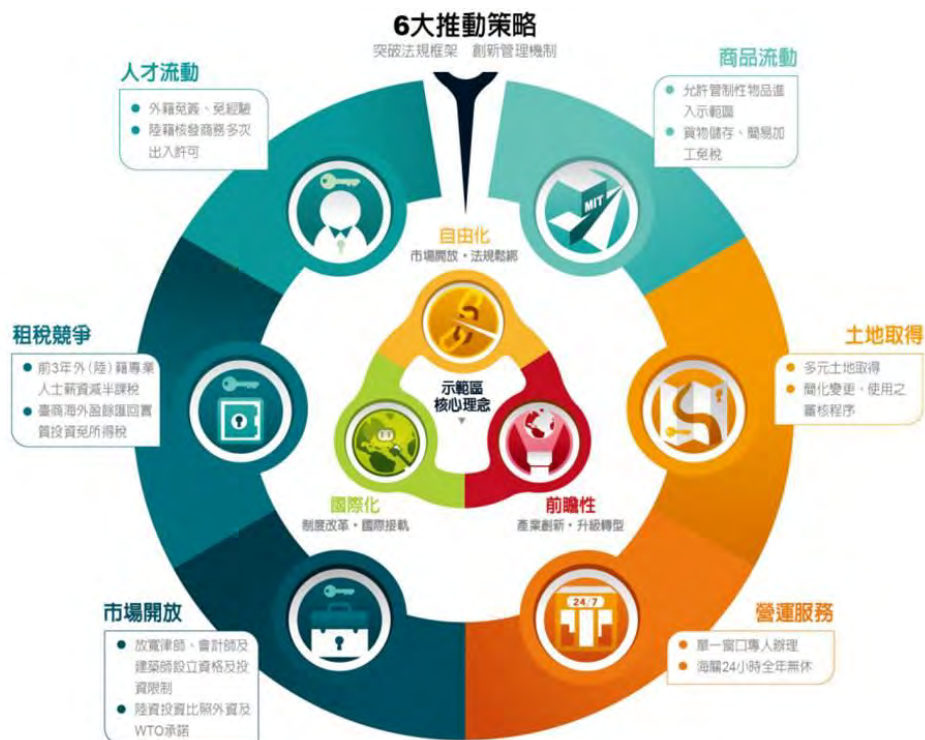 6大推動策略
突破法規框架 創新管理機制
人才流動
● 外籍免簽、免經驗
● 陸籍核發商務多次
出入許可
商品流動
● 允許管制性物品進
入示範區
● 貨物儲存、簡易加
工免稅
MIT
自由化
市場開放・法規鬆綁
租稅競爭
● 前3年外(陸)籍專業
人士薪資減半課稅
● 臺商海外盈餘匯回實
質投資免所得稅
土地取得
● 多元土地取得
● 簡化變更、使用之
審核程序
示範區
核心理念
國際化
制度改革・國際接軌
前瞻性
產業創新・升級轉型
市場開放
● 放寬律師、會計師及
建築師設立資格及投
資限制
● 陸資投資比照外資及
WTO承諾
24/7
營運服務
● 單一窗口專人辦理
● 海關24小時全年無休